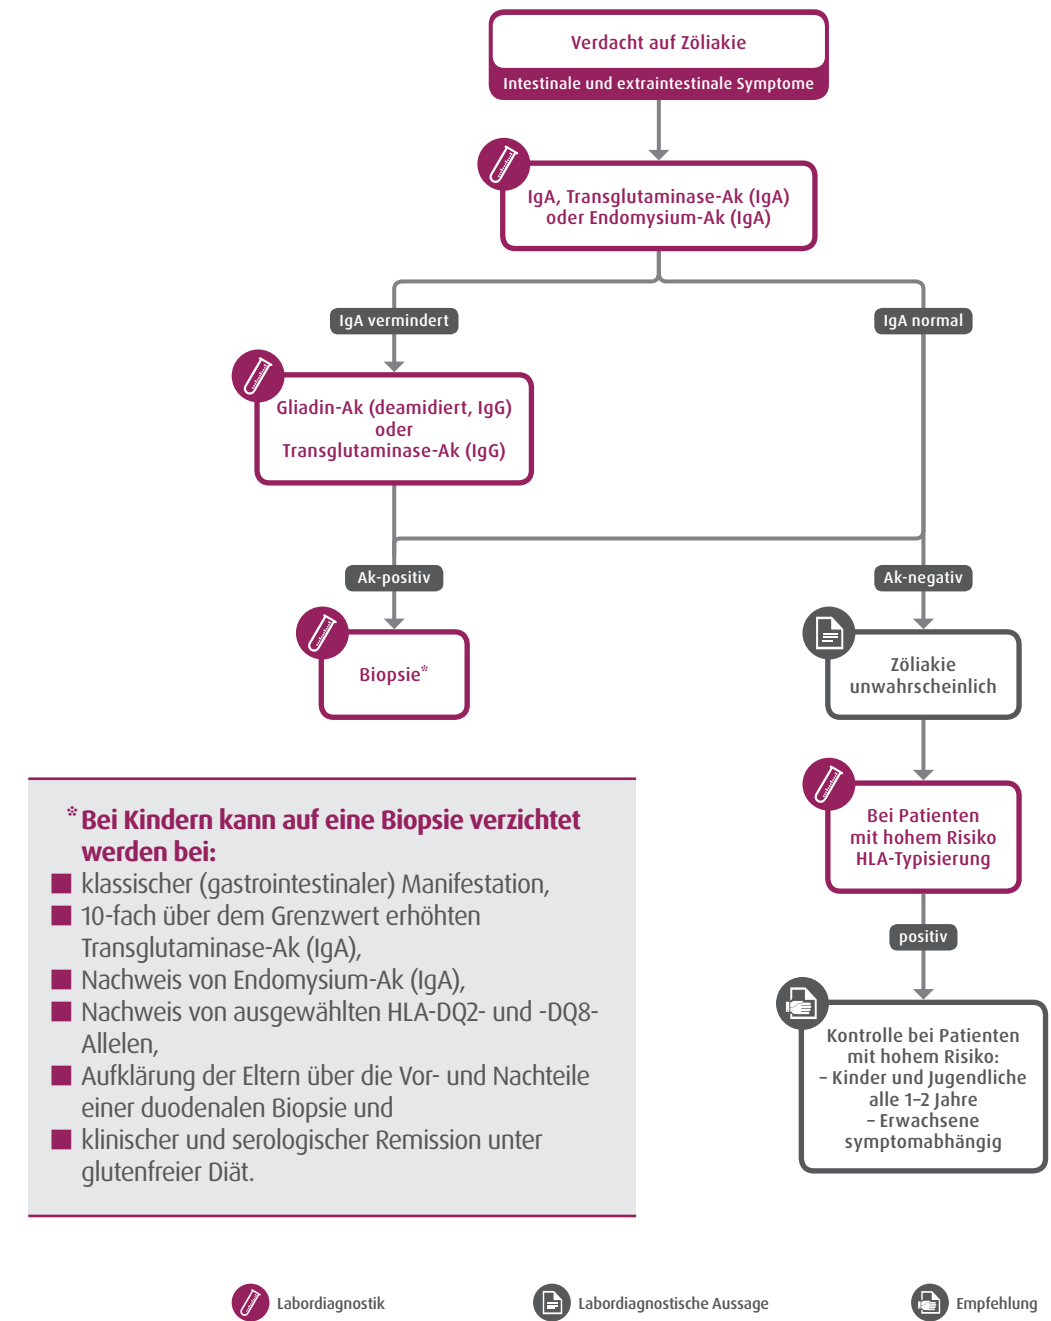 Verdacht auf Zöliakie
Intestinale und extraintestinale Symptome
IgA, Transglutaminase-Ak (IgA)
oder Endomysium-Ak (IgA)
IgA vermindert
IgA normal
Gliadin-Ak (deamidiert, IgG)
oder
Transglutaminase-Ak (IgG)
Ak-positiv
Ak-negativ
Biopsie*
Zöliakie
unwahrscheinlich
Bei Patienten
mit hohem Risiko
HLA-Typisierung
positiv
Kontrolle bei Patienten
mit hohem Risiko:
– Kinder und Jugendliche
alle 1–2 Jahre
– Erwachsene
symptomabhängig
* Bei Kindern kann auf eine Biopsie verzichtet
werden bei:
■ klassischer (gastrointestinaler) Manifestation,
■ 10-fach über dem Grenzwert erhöhten
Transglutaminase-Ak (IgA),
■ Nachweis von Endomysium-Ak (IgA),
■ Nachweis von ausgewählten HLA-DQ2- und -DQ8-
Allelen,
■ Aufklärung der Eltern über die Vor- und Nachteile
einer duodenalen Biopsie und
■ klinischer und serologischer Remission unter
glutenfreier Diät.
Labordiagnostik
Labordiagnostische Aussage
Empfehlung